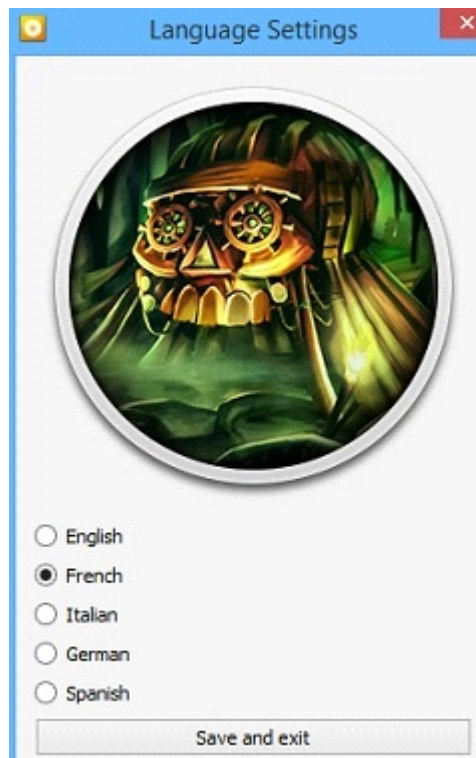 Language Settings
English
French
Italian
German
Spanish
Save and exit